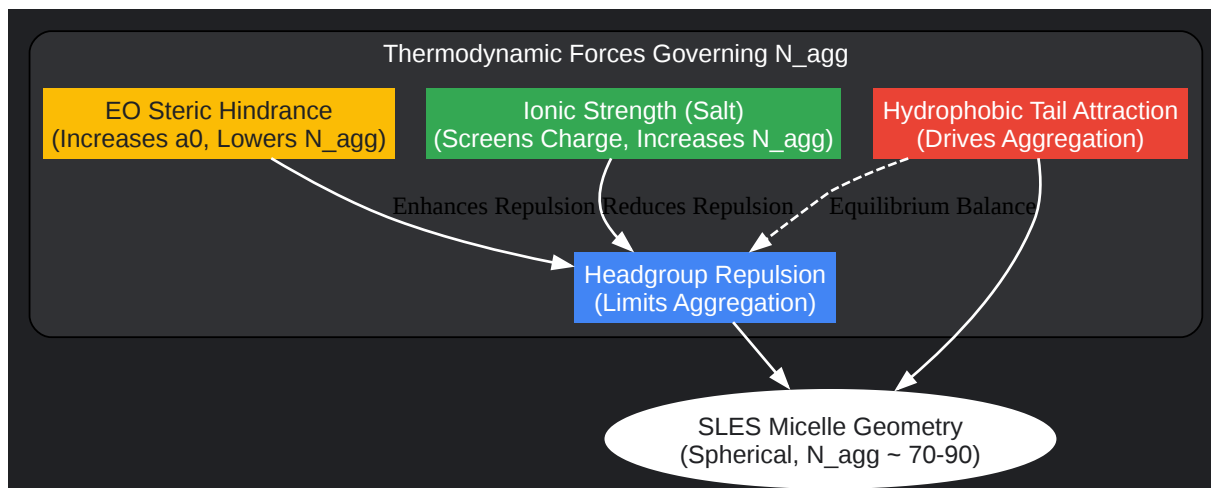 Thermodynamic Forces Governing N_agg
EO Steric Hindrance
(Increases a0, Lowers N_agg)
Ionic Strength (Salt)
(Screens Charge, Increases N_agg)
Hydrophobic Tail Attraction
(Drives Aggregation)
Enhances Repulsion
Reduces Repulsion
Equilibrium Balance
Headgroup Repulsion
(Limits Aggregation)
SLES Micelle Geometry
(Spherical, N_agg ~ 70-90)